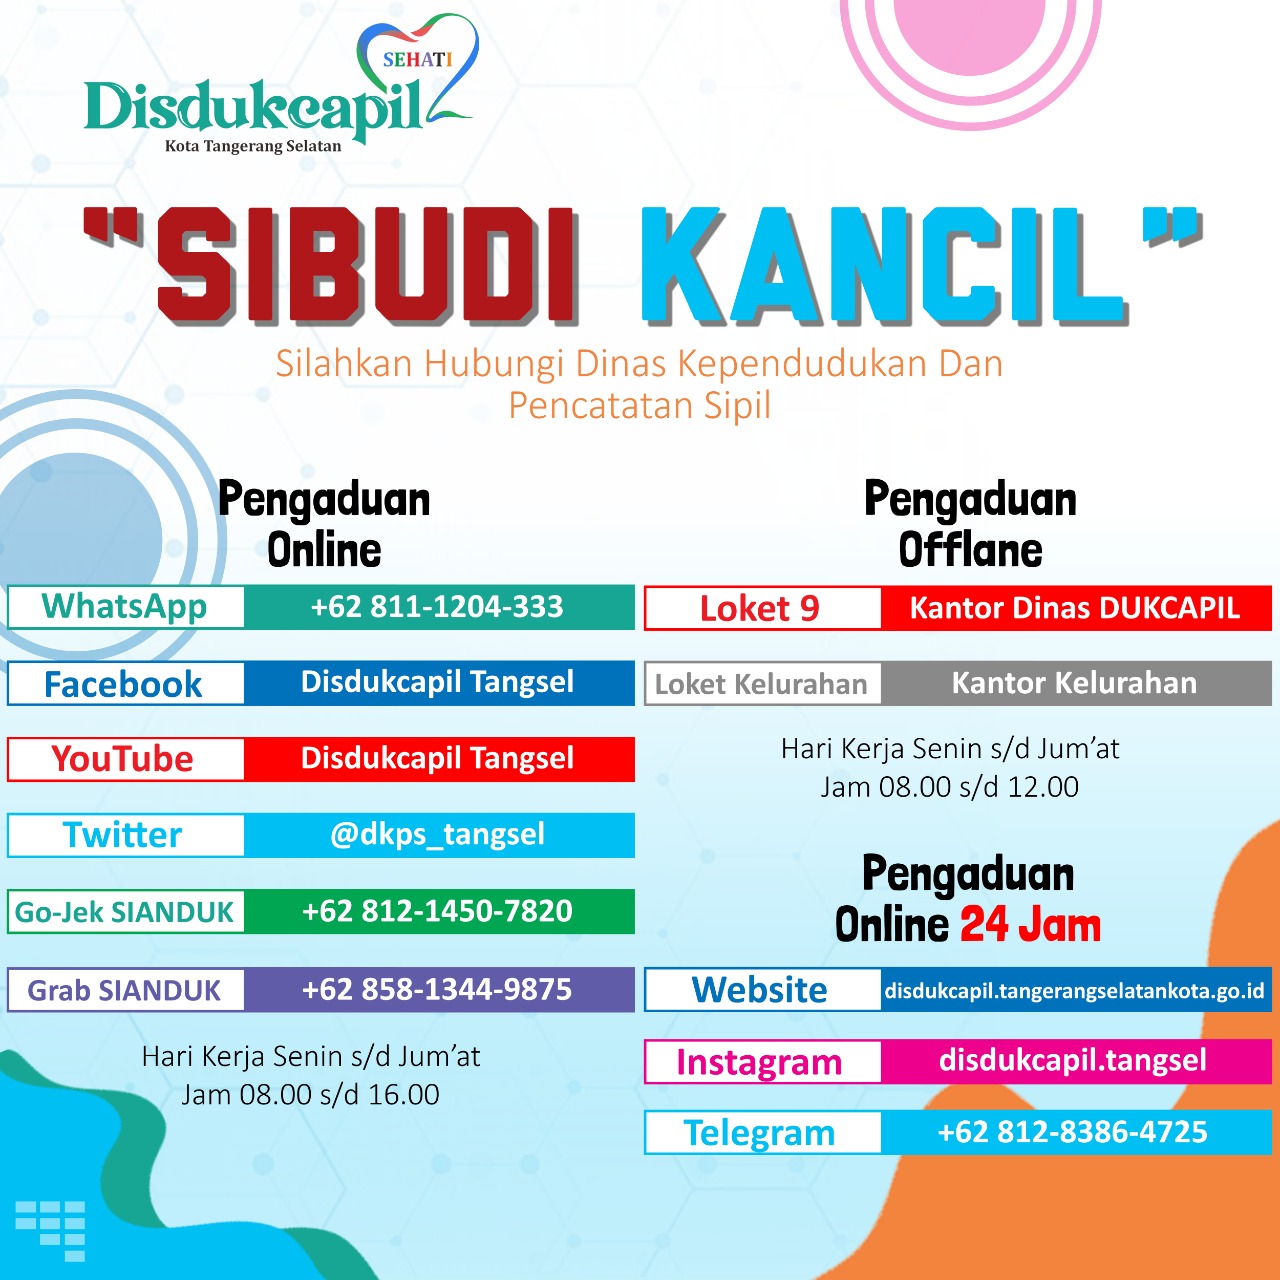 SEHATI
Disdukcapil
Kota Tangerang Selatan
"SIBUDI KANCIL"
Silahkan Hubungi Dinas Kependudukan Dan
Pencatatan Sipil
Pengaduan
Online
WhatsApp +62 811-1204-333
Facebook Disdukcapil Tangsel
YouTube Disdukcapil Tangsel
Twitter @dkps_tangsel
Go-Jek SIANDUK +62 812-1450-7820
Grab SIANDUK +62 858-1344-9875
Hari Kerja Senin s/d Jum'at
Jam 08.00 s/d 16.00
Pengaduan
Offlane
Loket 9 Kantor Dinas DUKCAPIL
Loket Kelurahan Kantor Kelurahan
Hari Kerja Senin s/d Jum'at
Jam 08.00 s/d 12.00
Pengaduan
Online 24 Jam
Website disdukcapil.tangerangselatankota.go.id
Instagram disdukcapil.tangsel
Telegram +62 812-8386-4725